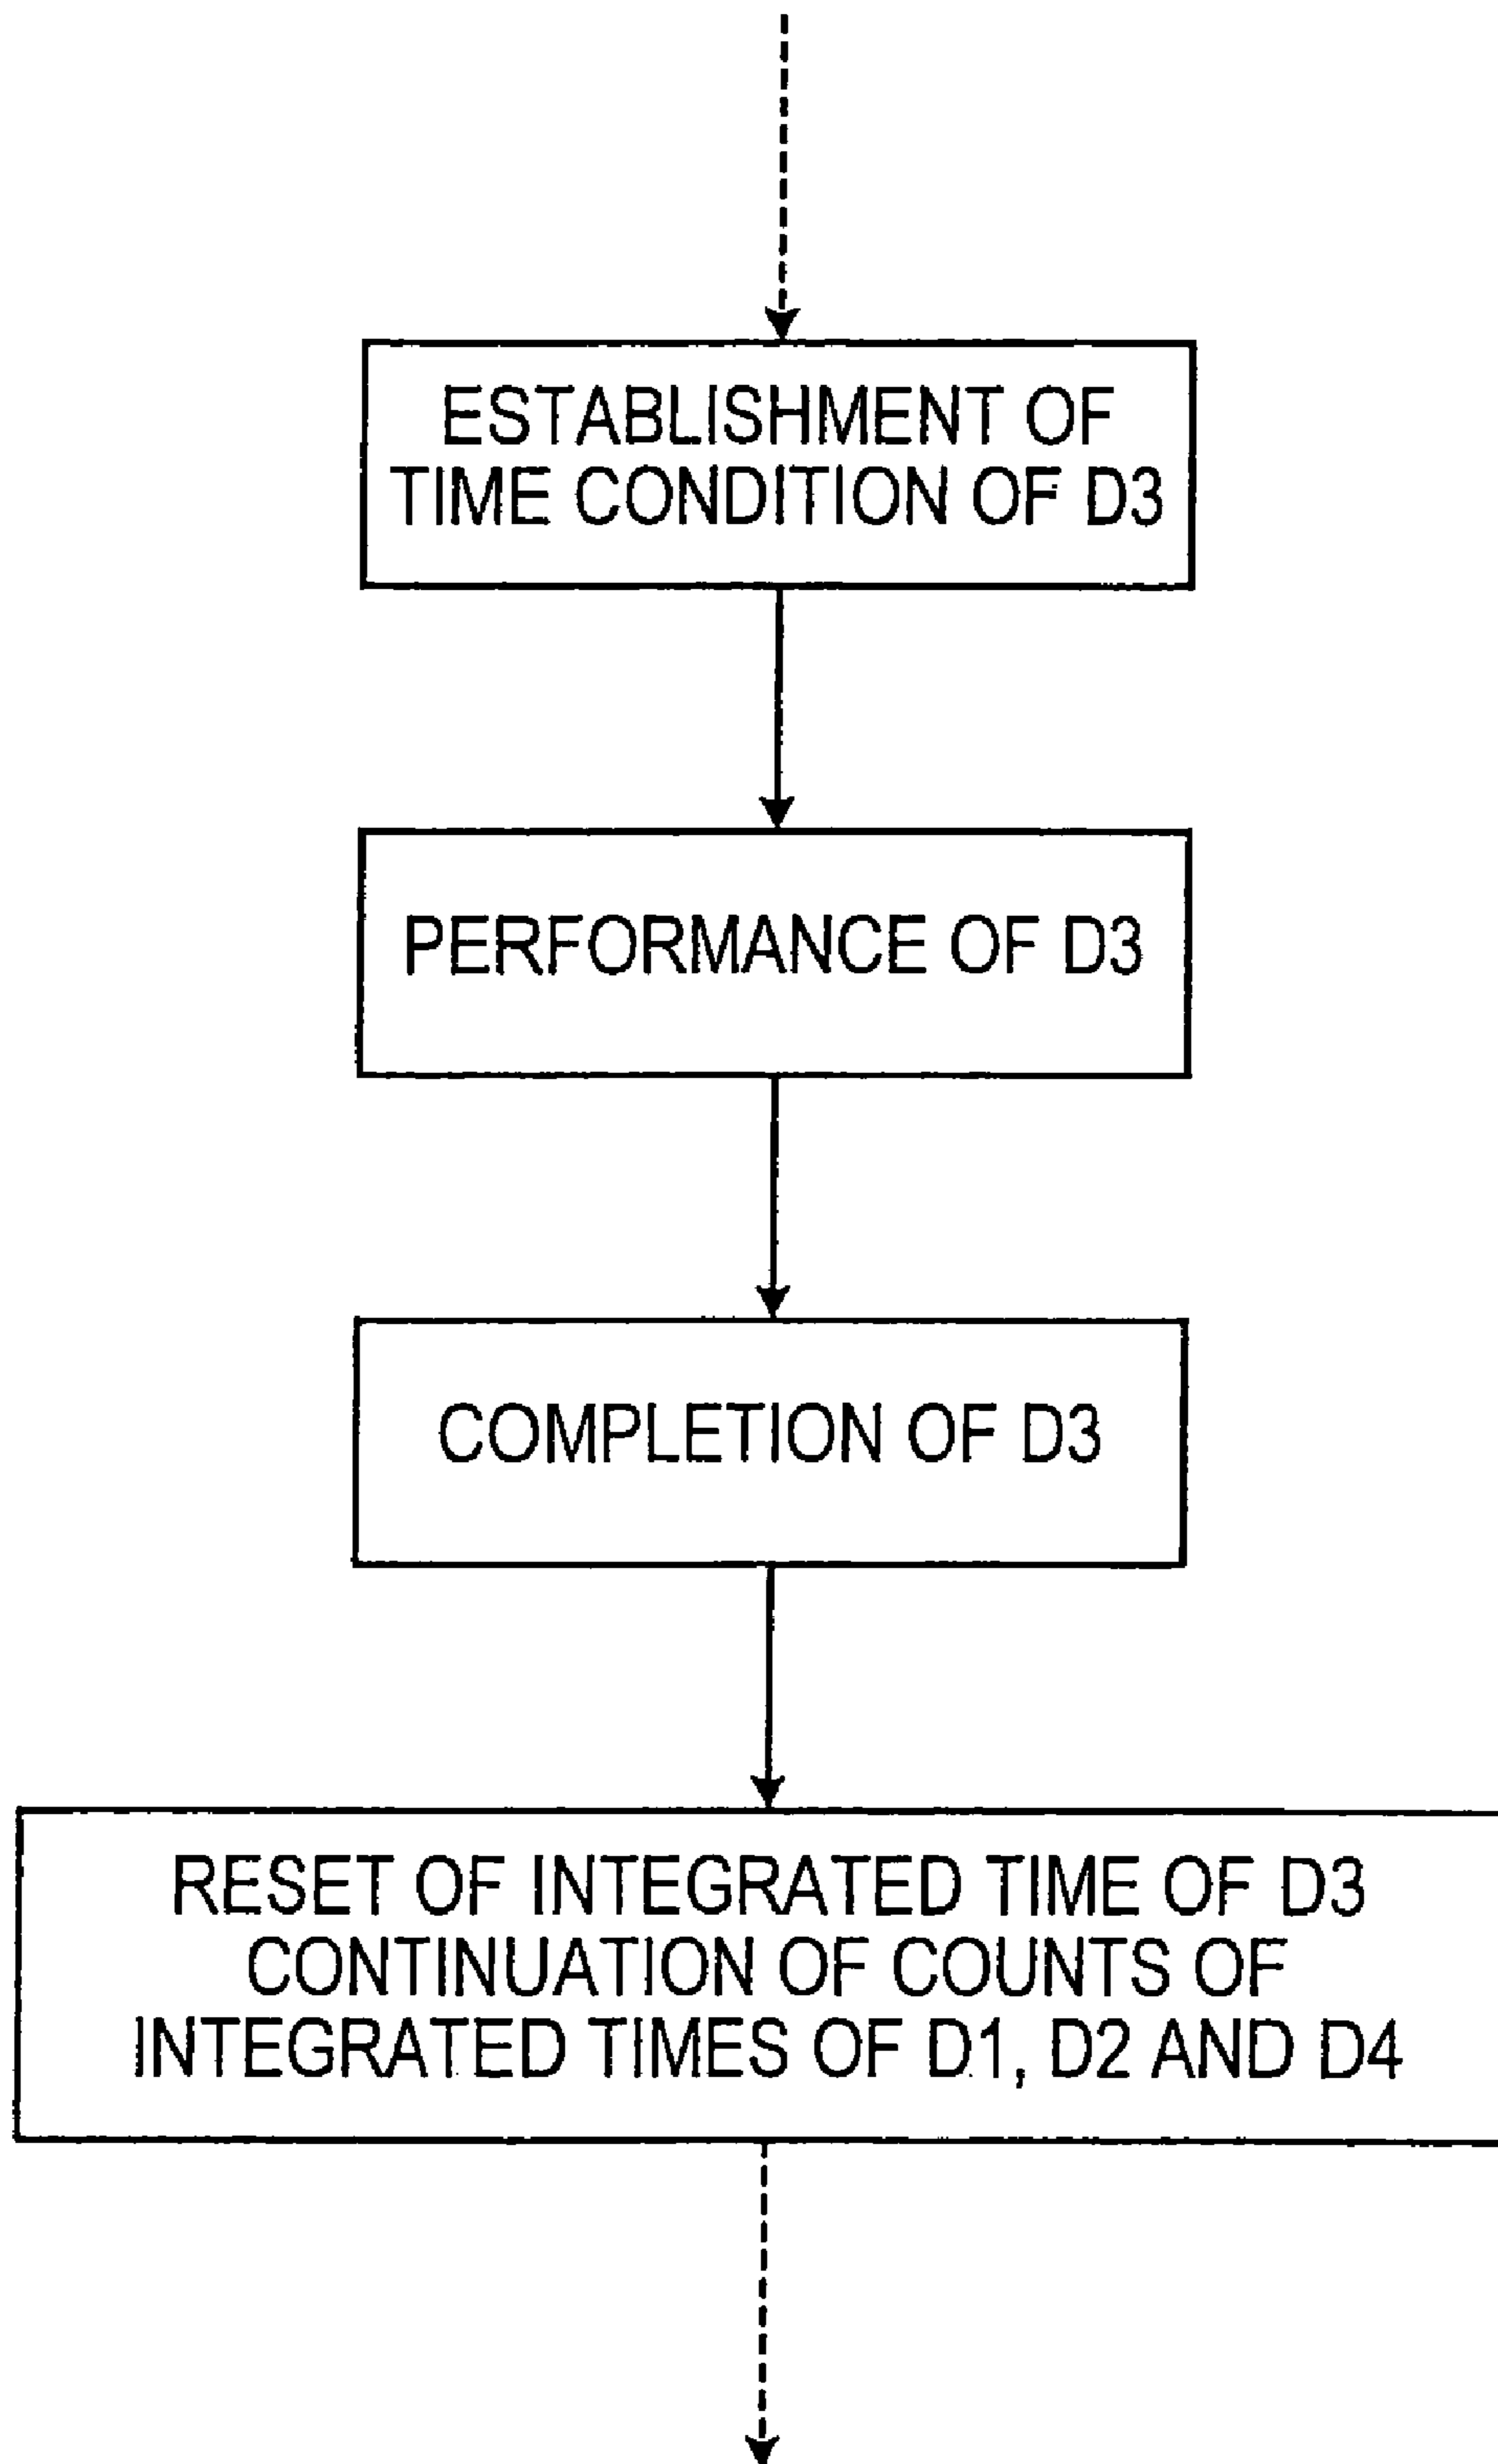 ESTABLISHMENT OF
TIME CONDITION OF D3
PERFORMANCE OF D3
COMPLETION OF D3
RESET OF INTEGRATED TIME OF D3
CONTINUATION OF COUNTS OF
INTEGRATED TIMES OF D1, D2 AND D4